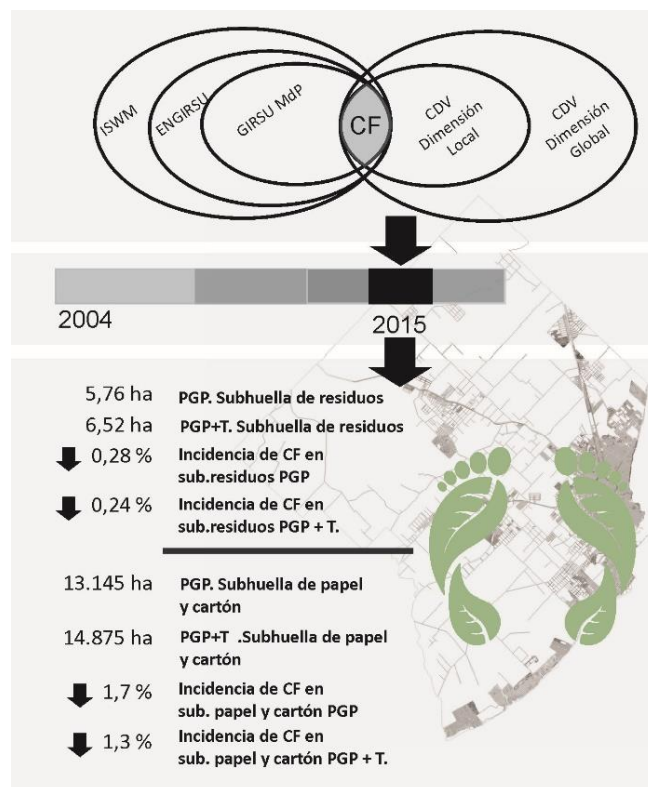 ISWM
ENGIRSU
GIRSU MdP
CF
CDV
Dimensión
Local
CDV
Dimensión
Global
2004
2015
5,76 ha PGP. Subhuella de residuos
6,52 ha PGP+T. Subhuella de residuos
0,28 % Incidencia de CF en
sub.residuos PGP
0,24 % Incidencia de CF en
sub.residuos PGP + T.
13.145 ha PGP. Subhuella de papel
y cartón
14.875 ha PGP+T .Subhuella de papel
y cartón
1,7 % Incidencia de CF en
sub. papel y cartón PGP
1,3 % Incidencia de CF en
sub. papel y cartón PGP + T.